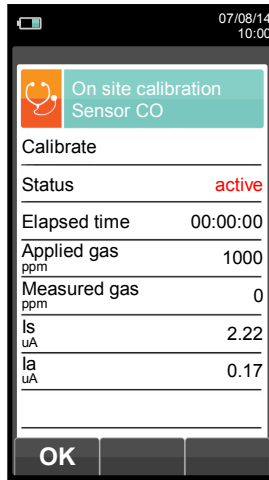 07/08/14
10:00
On site calibration
Sensor CO
Calibrate
Status active
Elapsed time 00:00:00
Applied gas 1000
ppm
Measured gas 0
ppm
Is 2.22
uA
Ia 0.17
uA
OK